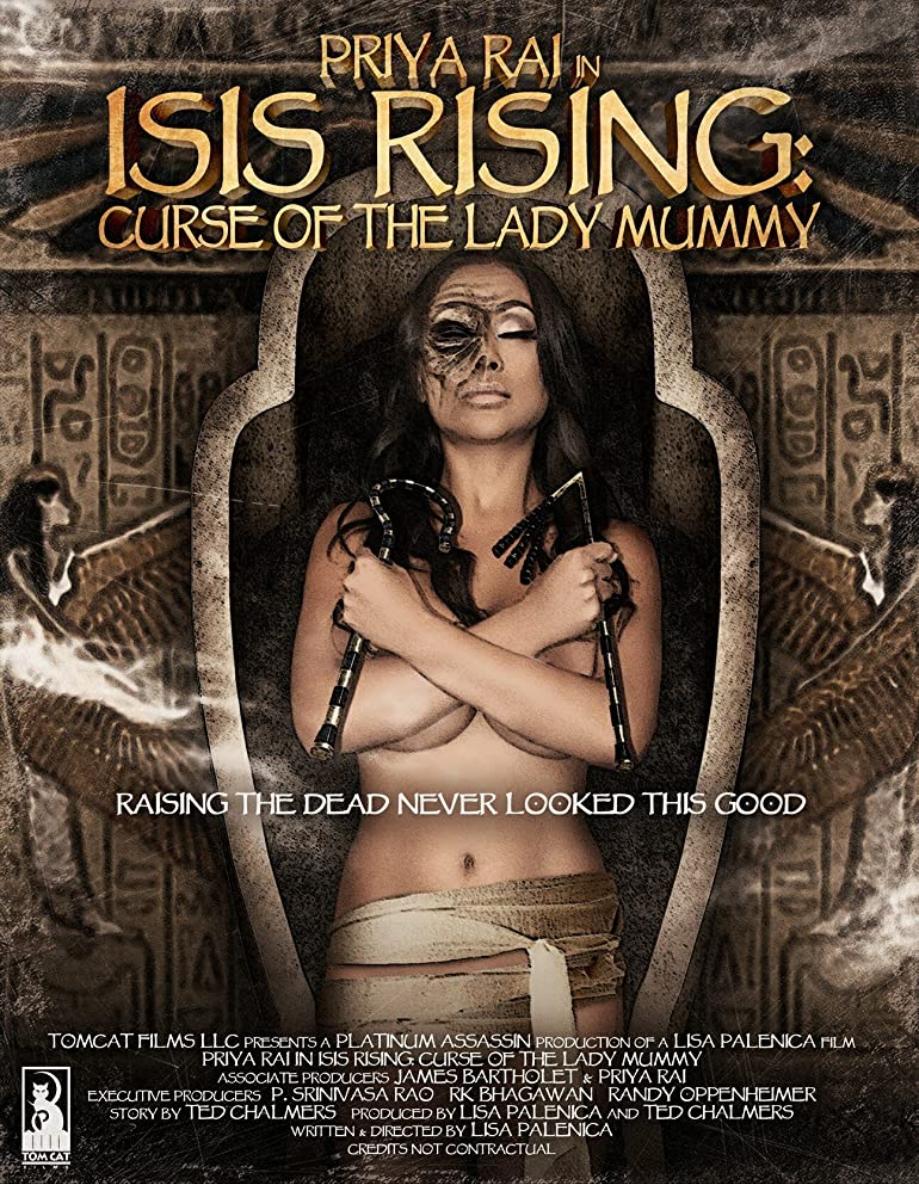 PRIYA RAI IN
ISIS RISING:
CURSE OF THE LADY MUMMY
RAISING THE DEAD NEVER LOOKED THIS GOOD
TOMCAT FILMS LLC PRESENTS A PLATINUM ASSASSIN PRODUCTION OF A LISA PALENICA FILM
PRIYA RAI IN ISIS RISING: CURSE OF THE LADY MUMMY
ASSOCIATE PRODUCERS JAMES BARTHOLET & PRIYA RAI
EXECUTIVE PRODUCERS P. SRINIVASA RAO RK BHAGAWAN RANDY OPPENHEIMER
STORY BY TED CHALMERS PRODUCED BY LISA PALENICA AND TED CHALMERS
WRITTEN & DIRECTED BY LISA PALENICA
CREDITS NOT CONTRACTUAL
TOM CAT
FILMS